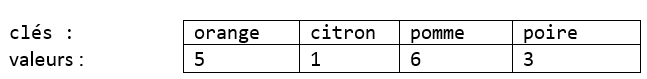 clés : orange citron pomme poire
valeurs : 5 1 6 3